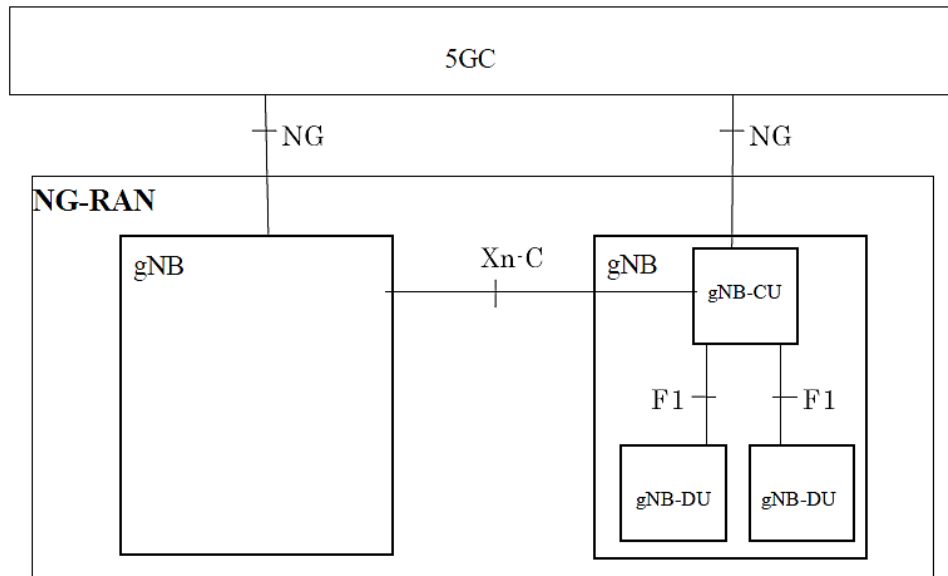 5GC
NG
NG
NG-RAN
gNB
Xn-C
gNB
gNB-CU
F1
F1
gNB-DU
gNB-DU